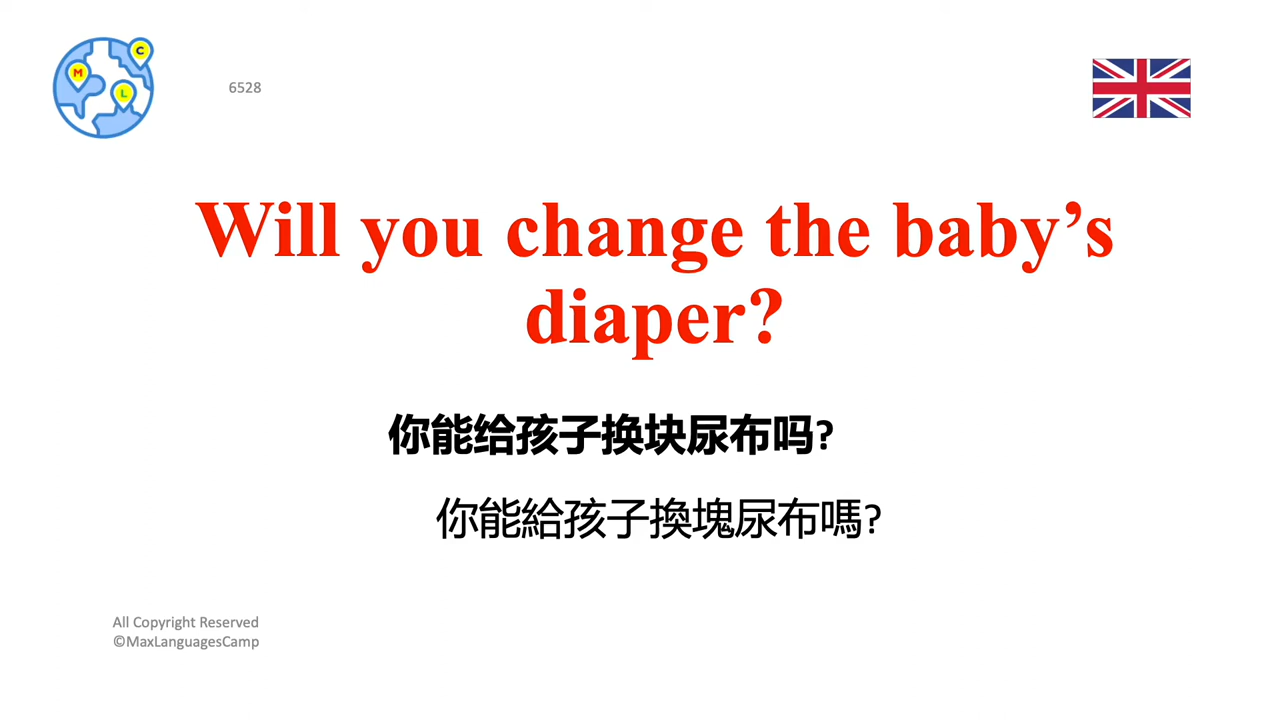 C
M
L
6528
Will you change the baby’s
diaper?
你能给孩子换块尿布吗?
你能給孩子換塊尿布嗎?
All Copyright Reserved
©MaxLanguagesCamp